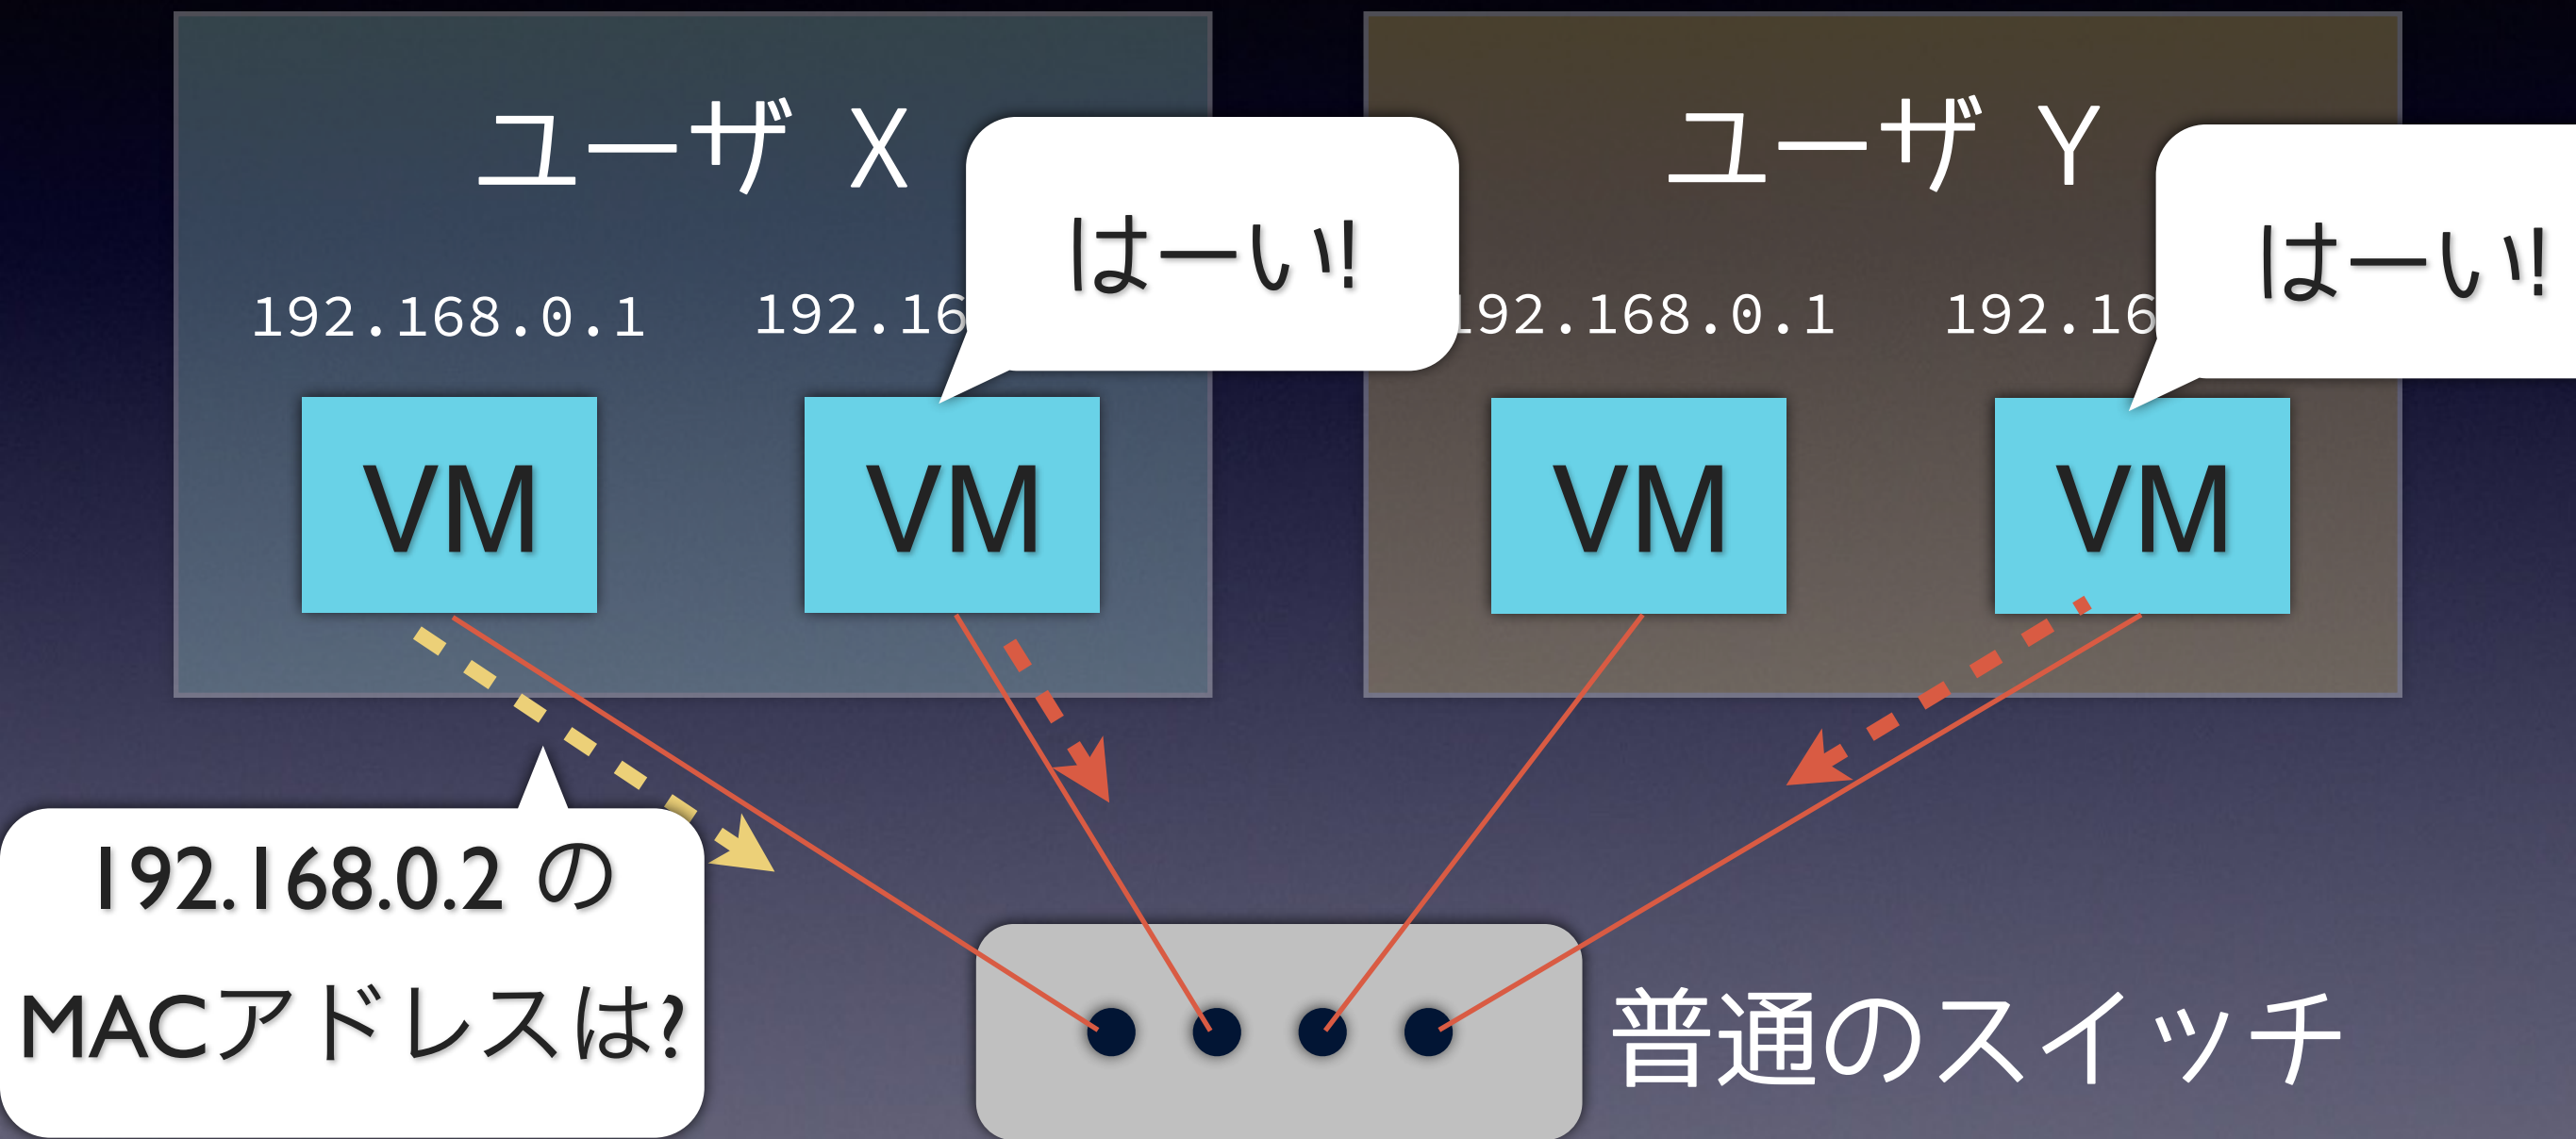 ユーザ X
ユーザ Y
はーい!
はーい!
192.168.0.1
192.16
192.168.0.1
192.16
VM
VM
VM
VM
192.168.0.2 の
MACアドレスは?
普通のスイッチ